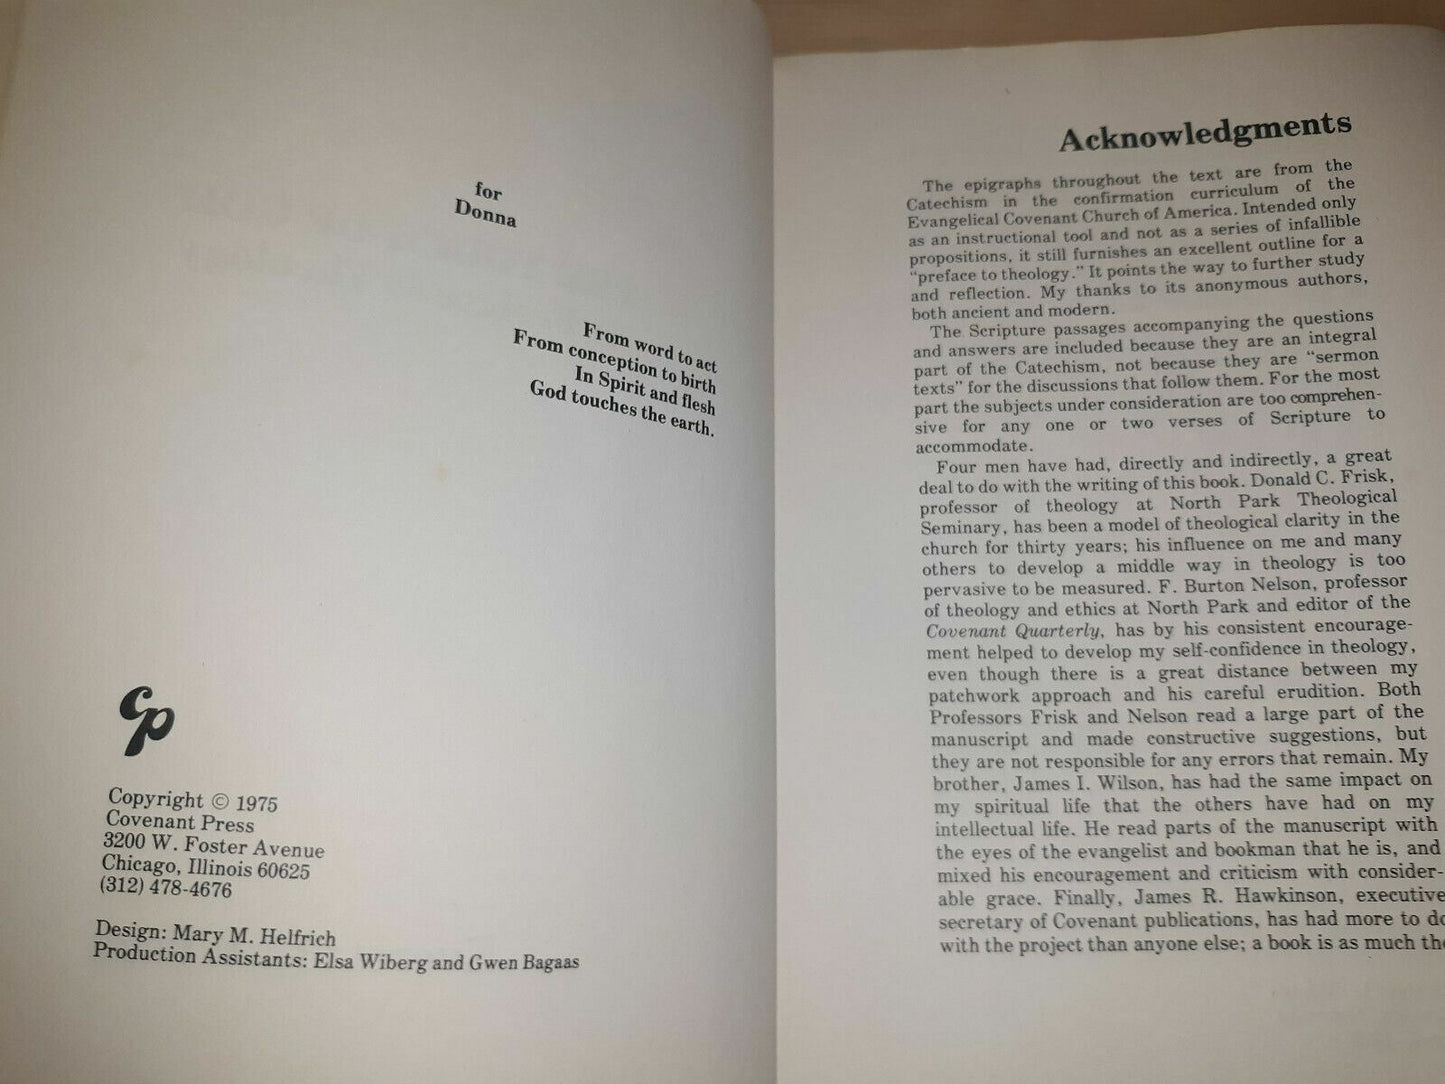 for
Donna
From word to act
From conception to birth
In Spirit and flesh
God touches the earth.
cp
Copyright © 1975
Covenant Press
3200 W. Foster Avenue
Chicago, Illinois 60625
(312) 478-4676
Design: Mary M. Helfrich
Production Assistants: Elsa Wiberg and Gwen Bagaas
Acknowledgments
The epigraphs throughout the text are from the
Catechism in the confirmation curriculum of the
Evangelical Covenant Church of America. Intended only
as an instructional tool and not as a series of infallible
propositions, it still furnishes an excellent outline for a
“preface to theology.” It points the way to further study
and reflection. My thanks to its anonymous authors,
both ancient and modern.
The Scripture passages accompanying the questions
and answers are included because they are an integral
part of the Catechism, not because they are “sermon
texts” for the discussions that follow them. For the most
part the subjects under consideration are too comprehen-
sive for any one or two verses of Scripture to
accommodate.
Four men have had, directly and indirectly, a great
deal to do with the writing of this book. Donald C. Frisk,
professor of theology at North Park Theological
Seminary, has been a model of theological clarity in the
church for thirty years; his influence on me and many
others to develop a middle way in theology is too
pervasive to be measured. F. Burton Nelson, professor
of theology and ethics at North Park and editor of the
Covenant Quarterly, has by his consistent encourage-
ment helped to develop my self-confidence in theology,
even though there is a great distance between my
patchwork approach and his careful erudition. Both
Professors Frisk and Nelson read a large part of the
manuscript and made constructive suggestions, but
they are not responsible for any errors that remain. My
brother, James I. Wilson, has had the same impact on
my spiritual life that the others have had on my
intellectual life. He read parts of the manuscript with
the eyes of the evangelist and bookman that he is, and
mixed his encouragement and criticism with consider-
able grace. Finally, James R. Hawkinson, executive
secretary of Covenant publications, has had more to do
with the project than anyone else; a book is as much the